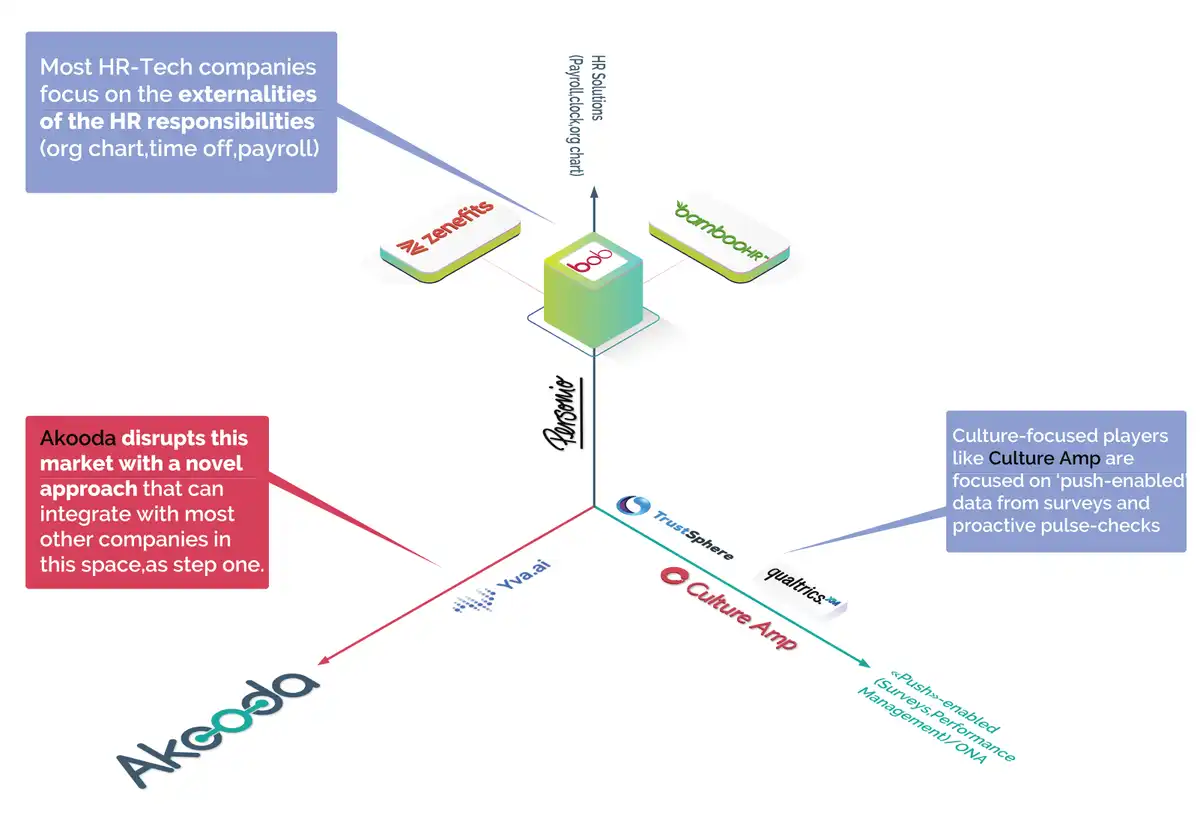 Most HR-Tech companies
focus on the externalities
of the HR responsibilities
(org chart,time off,payroll)
HR Solutions
(Payroll,clock,org chart)
zenefits
bob
bambooHR™
Personio
Akooda disrupts this
market with a novel
approach that can
integrate with most
other companies in
this space,as step one.
Culture-focused players
like Culture Amp are
focused on 'push-enabled'
data from surveys and
proactive pulse-checks
TrustSphere
Yva.ai
qualtrics.XM
Culture Amp
Akooda
«Push»-enabled
(Surveys,Performance
Management)/ONA